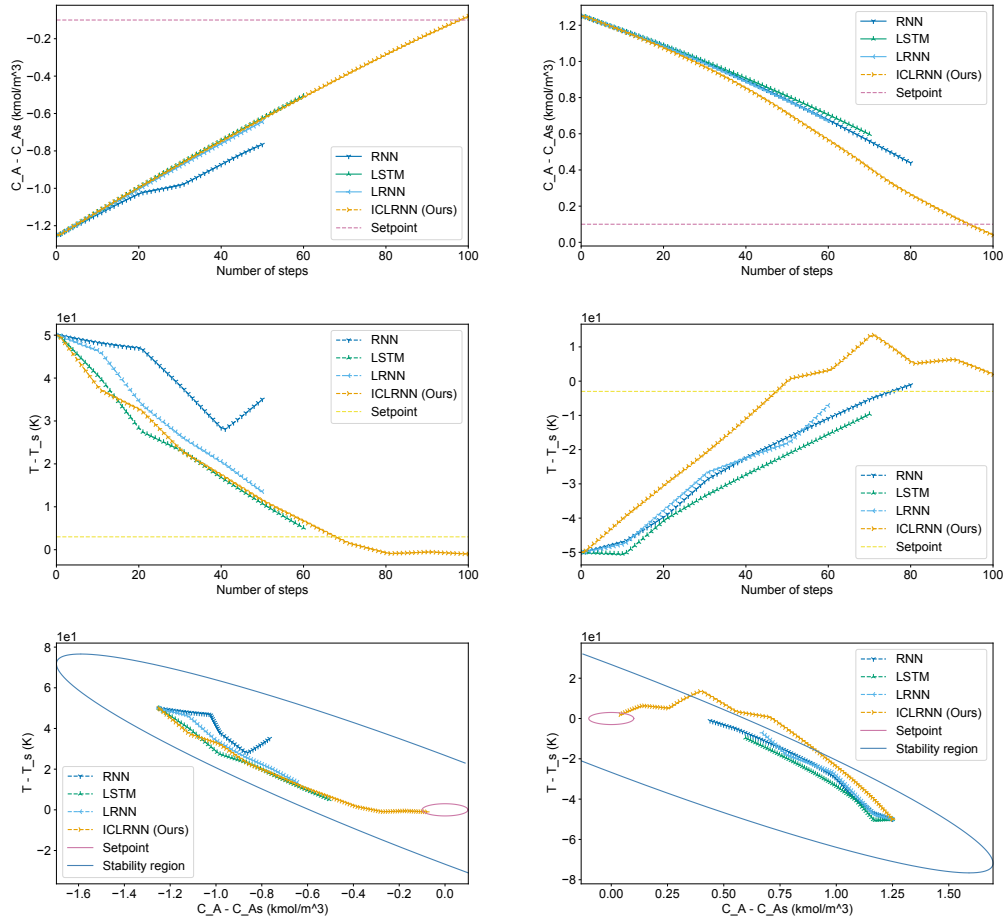 C_A - C_As (kmol/m^3)
−0.2
−0.4
−0.6
−0.8
−1.0
−1.2
0
20
40
60
80
100
Number of steps
RNN
LSTM
LRNN
ICLRNN (Ours)
Setpoint
C_A - C_As (kmol/m^3)
1.2
1.0
0.8
0.6
0.4
0.2
0.0
0
20
40
60
80
100
Number of steps
RNN
LSTM
LRNN
ICLRNN (Ours)
Setpoint
1e1
T - T_s (K)
5
4
3
2
1
0
0
20
40
60
80
100
Number of steps
RNN
LSTM
LRNN
ICLRNN (Ours)
Setpoint
1e1
T - T_s (K)
1
0
−1
−2
−3
−4
−5
0
20
40
60
80
100
Number of steps
RNN
LSTM
LRNN
ICLRNN (Ours)
Setpoint
1e1
T - T_s (K)
8
6
4
2
0
−2
−1.6
−1.4
−1.2
−1.0
−0.8
−0.6
−0.4
−0.2
0.0
C_A - C_As (kmol/m^3)
RNN
LSTM
LRNN
ICLRNN (Ours)
Setpoint
Stability region
1e1
T - T_s (K)
2
0
−2
−4
−6
−8
0.00
0.25
0.50
0.75
1.00
1.25
1.50
C_A - C_As (kmol/m^3)
RNN
LSTM
LRNN
ICLRNN (Ours)
Setpoint
Stability region